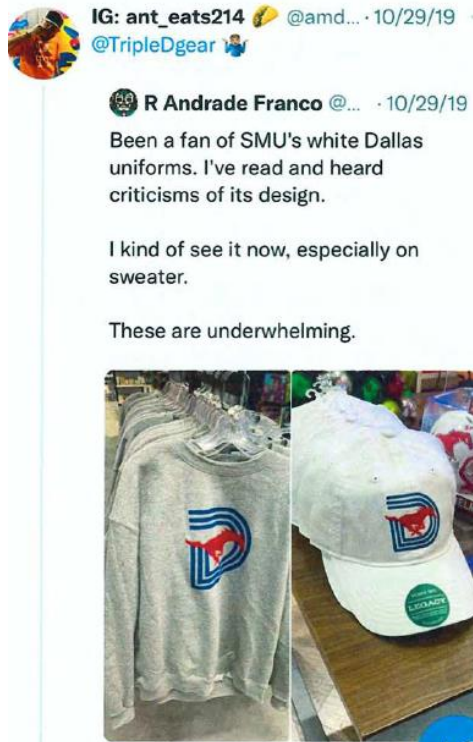 IG: ant_eats214 🌮 @amd... · 10/29/19
@TripleDgear 🤷🏽‍♂️
R Andrade Franco @... · 10/29/19
Been a fan of SMU's white Dallas
uniforms. I've read and heard
criticisms of its design.
I kind of see it now, especially on
sweater.
These are underwhelming.
D
D
LEGACY